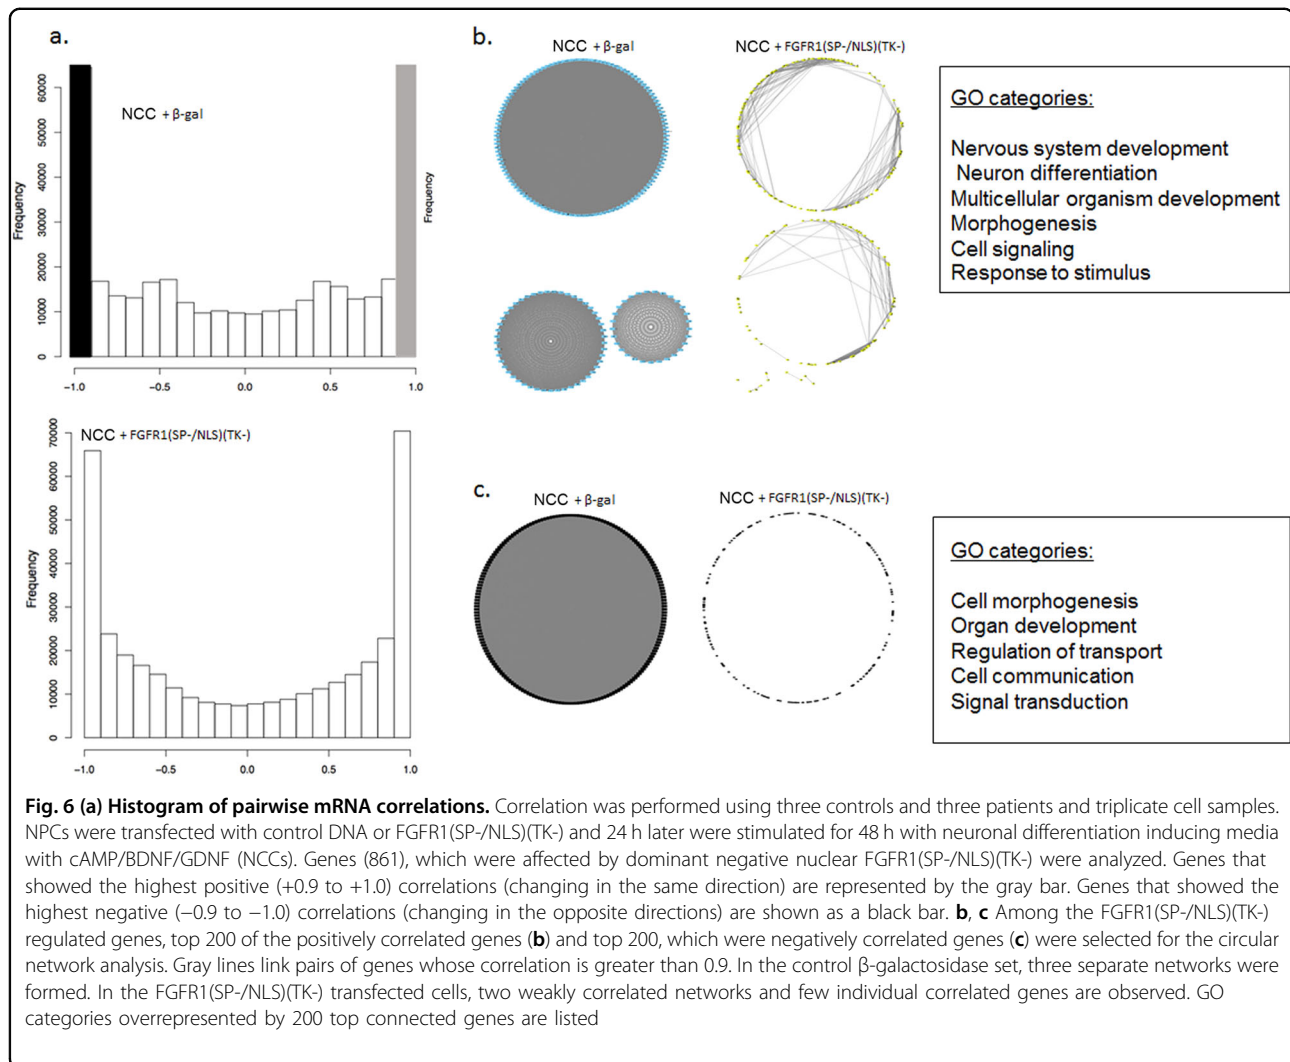 a.
NCC + β-gal
Frequency
60000
50000
40000
30000
20000
10000
0
−1.0
−0.5
0.0
0.5
1.0
Frequency
NCC + FGFR1(SP-/NLS)(TK-)
Frequency
70000
60000
50000
40000
30000
20000
10000
0
−1.0
−0.5
0.0
0.5
1.0
b.
NCC + β-gal
NCC + FGFR1(SP-/NLS)(TK-)
GO categories:
Nervous system development
Neuron differentiation
Multicellular organism development
Morphogenesis
Cell signaling
Response to stimulus
c.
NCC + β-gal
NCC + FGFR1(SP-/NLS)(TK-)
GO categories:
Cell morphogenesis
Organ development
Regulation of transport
Cell communication
Signal transduction
Fig. 6 (a) Histogram of pairwise mRNA correlations. Correlation was performed using three controls and three patients and triplicate cell samples.
NPCs were transfected with control DNA or FGFR1(SP-/NLS)(TK-) and 24 h later were stimulated for 48 h with neuronal differentiation inducing media
with cAMP/BDNF/GDNF (NCCs). Genes (861), which were affected by dominant negative nuclear FGFR1(SP-/NLS)(TK-) were analyzed. Genes that
showed the highest positive (+0.9 to +1.0) correlations (changing in the same direction) are represented by the gray bar. Genes that showed the
highest negative (−0.9 to −1.0) correlations (changing in the opposite directions) are shown as a black bar. b, c Among the FGFR1(SP-/NLS)(TK-)
regulated genes, top 200 of the positively correlated genes (b) and top 200, which were negatively correlated genes (c) were selected for the circular
network analysis. Gray lines link pairs of genes whose correlation is greater than 0.9. In the control β-galactosidase set, three separate networks were
formed. In the FGFR1(SP-/NLS)(TK-) transfected cells, two weakly correlated networks and few individual correlated genes are observed. GO
categories overrepresented by 200 top connected genes are listed